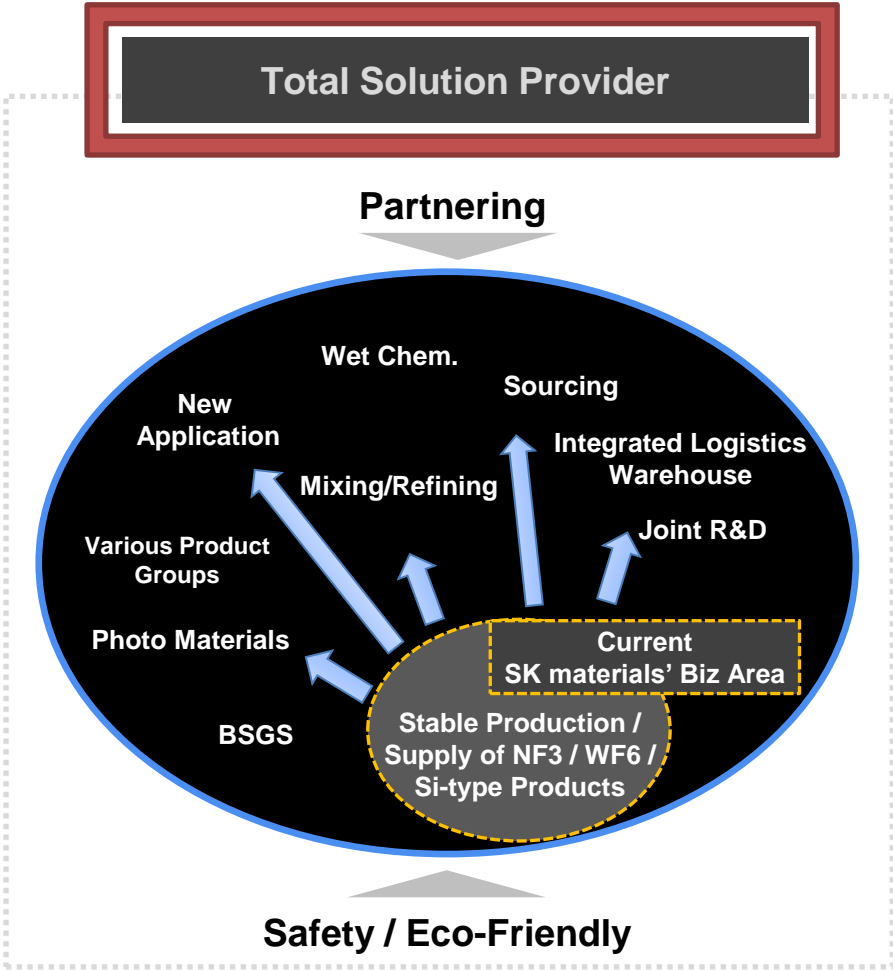 Total Solution Provider
Partnering
Wet Chem.
Sourcing
New
Application
Integrated Logistics
Warehouse
Mixing/Refining
Joint R&D
Various Product
Groups
Photo Materials
Current
SK materials’ Biz Area
BSGS
Stable Production /
Supply of NF3 / WF6 /
Si-type Products
Safety / Eco-Friendly